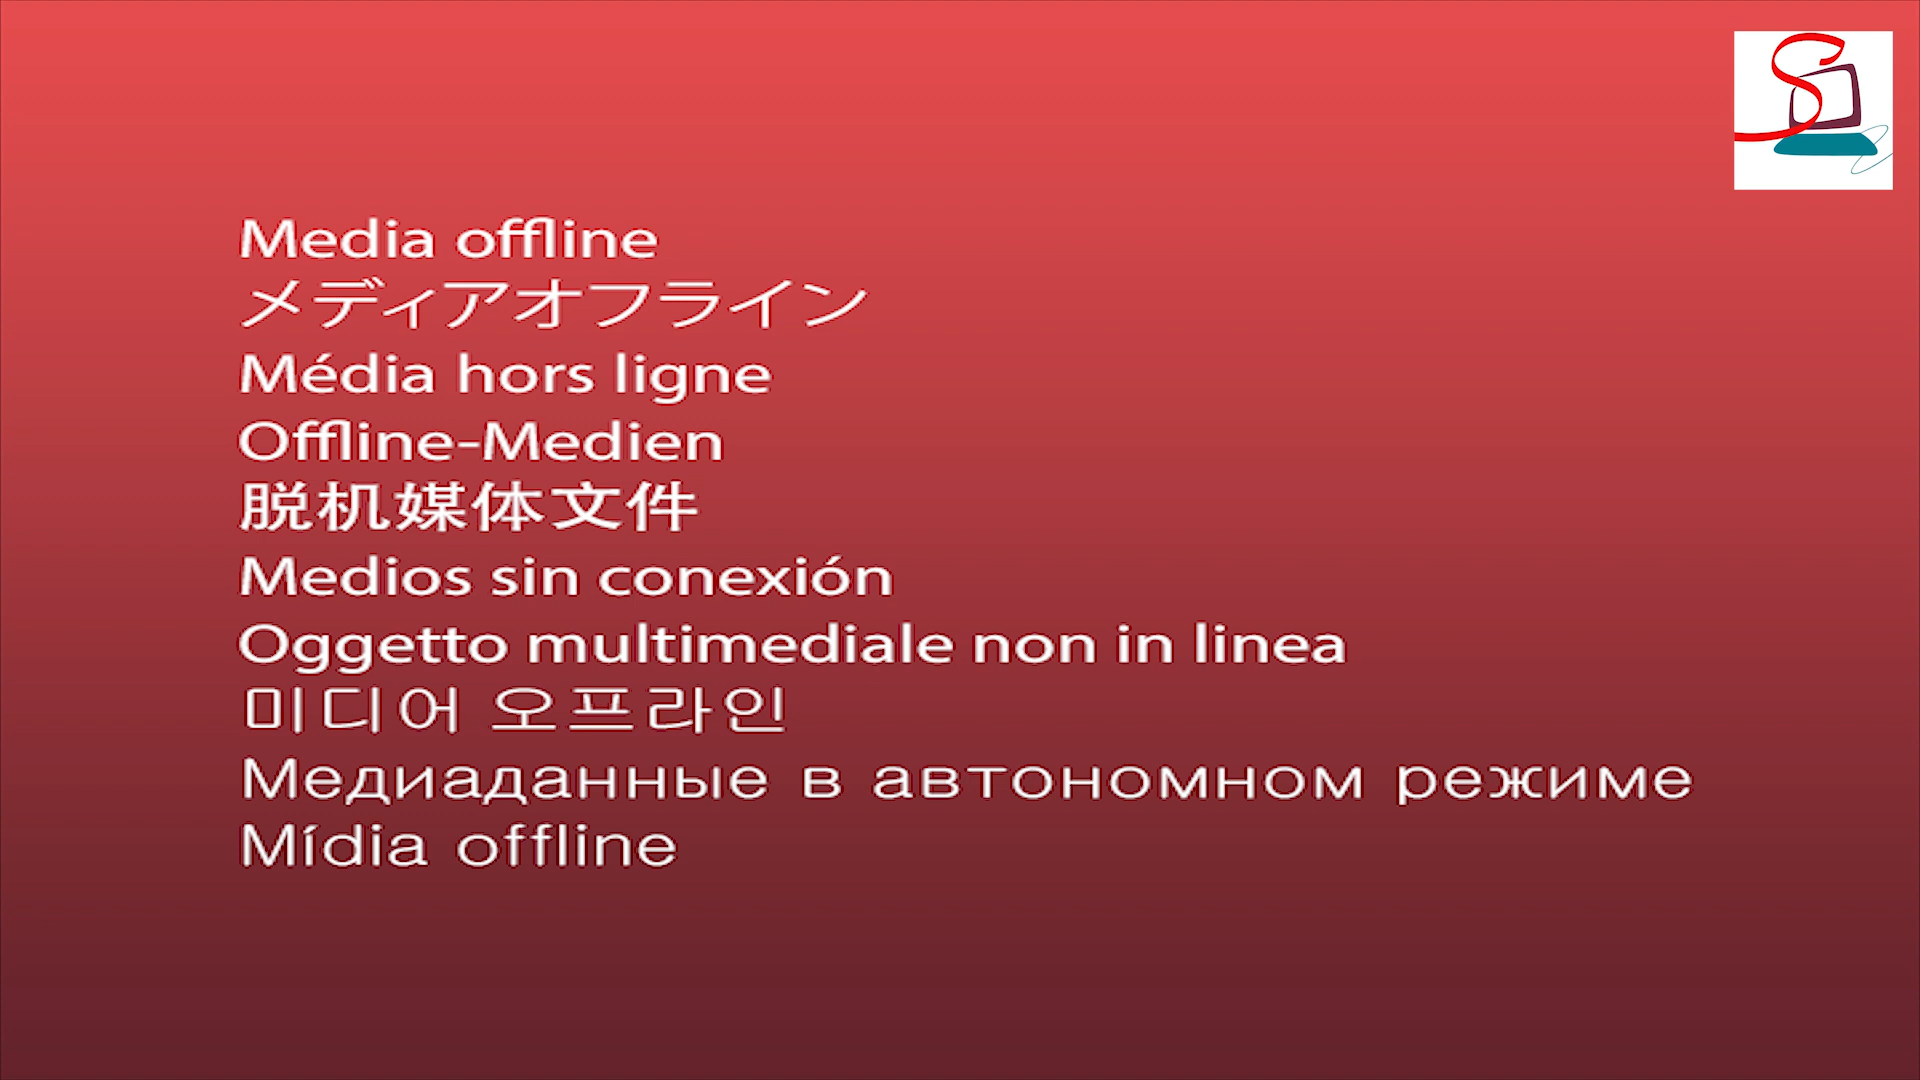 Media offline
メディアオフライン
Média hors ligne
Offline-Medien
脱机媒体文件
Medios sin conexión
Oggetto multimediale non in linea
미디어 오프라인
Медиаданные в автономном режиме
Mídia offline